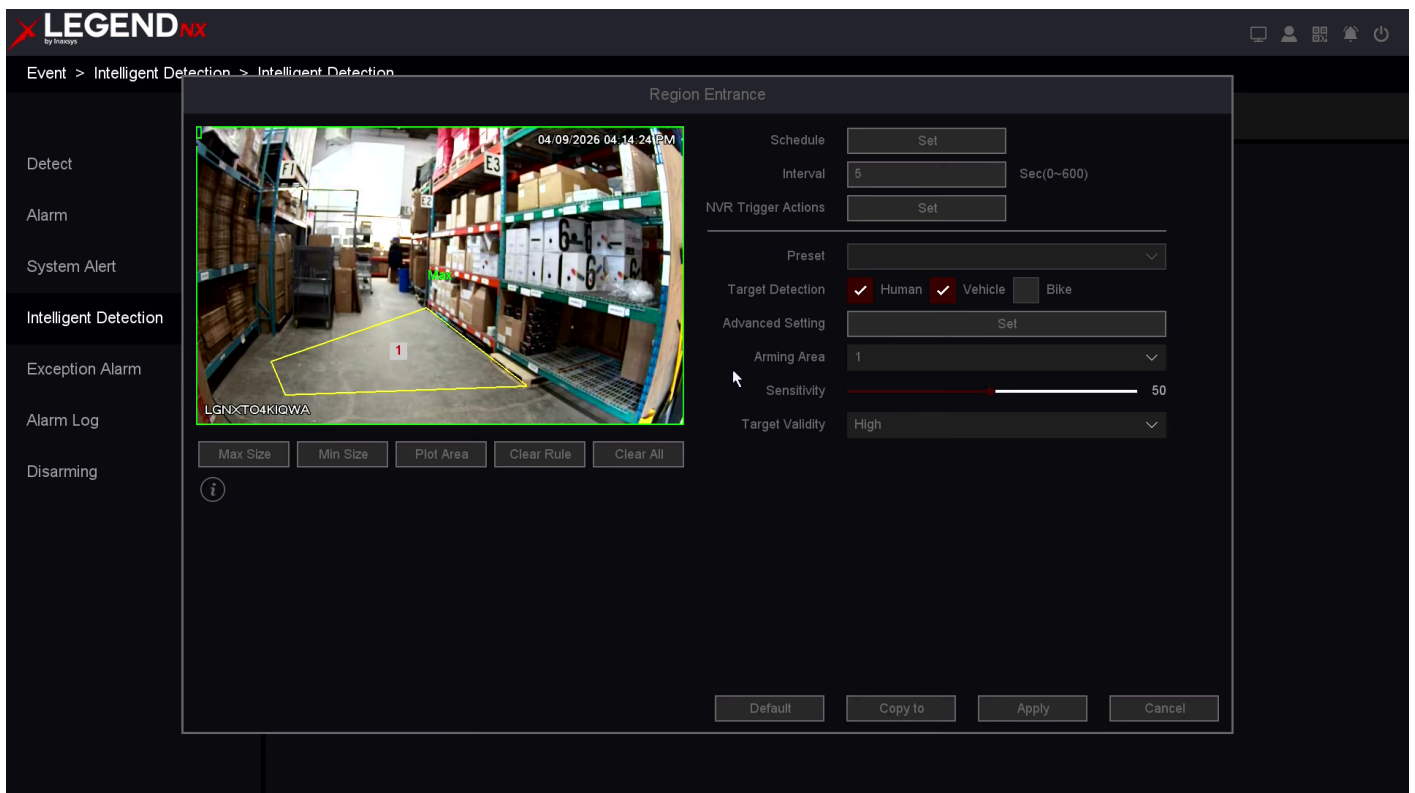 LEGENDNX
by Inaxsys
Event > Intelligent Detection > Intelligent Detection
Region Entrance
Detect
Alarm
System Alert
Intelligent Detection
Exception Alarm
Alarm Log
Disarming
04/09/2026 04:14:24 PM
F1
E3
E2
Max
1
LGNXTO4KIQWA
Max Size
Min Size
Plot Area
Clear Rule
Clear All
Schedule Set
Interval 5 Sec(0~600)
NVR Trigger Actions Set
Preset
Target Detection Human Vehicle Bike
Advanced Setting Set
Arming Area 1
Sensitivity 50
Target Validity High
Default
Copy to
Apply
Cancel